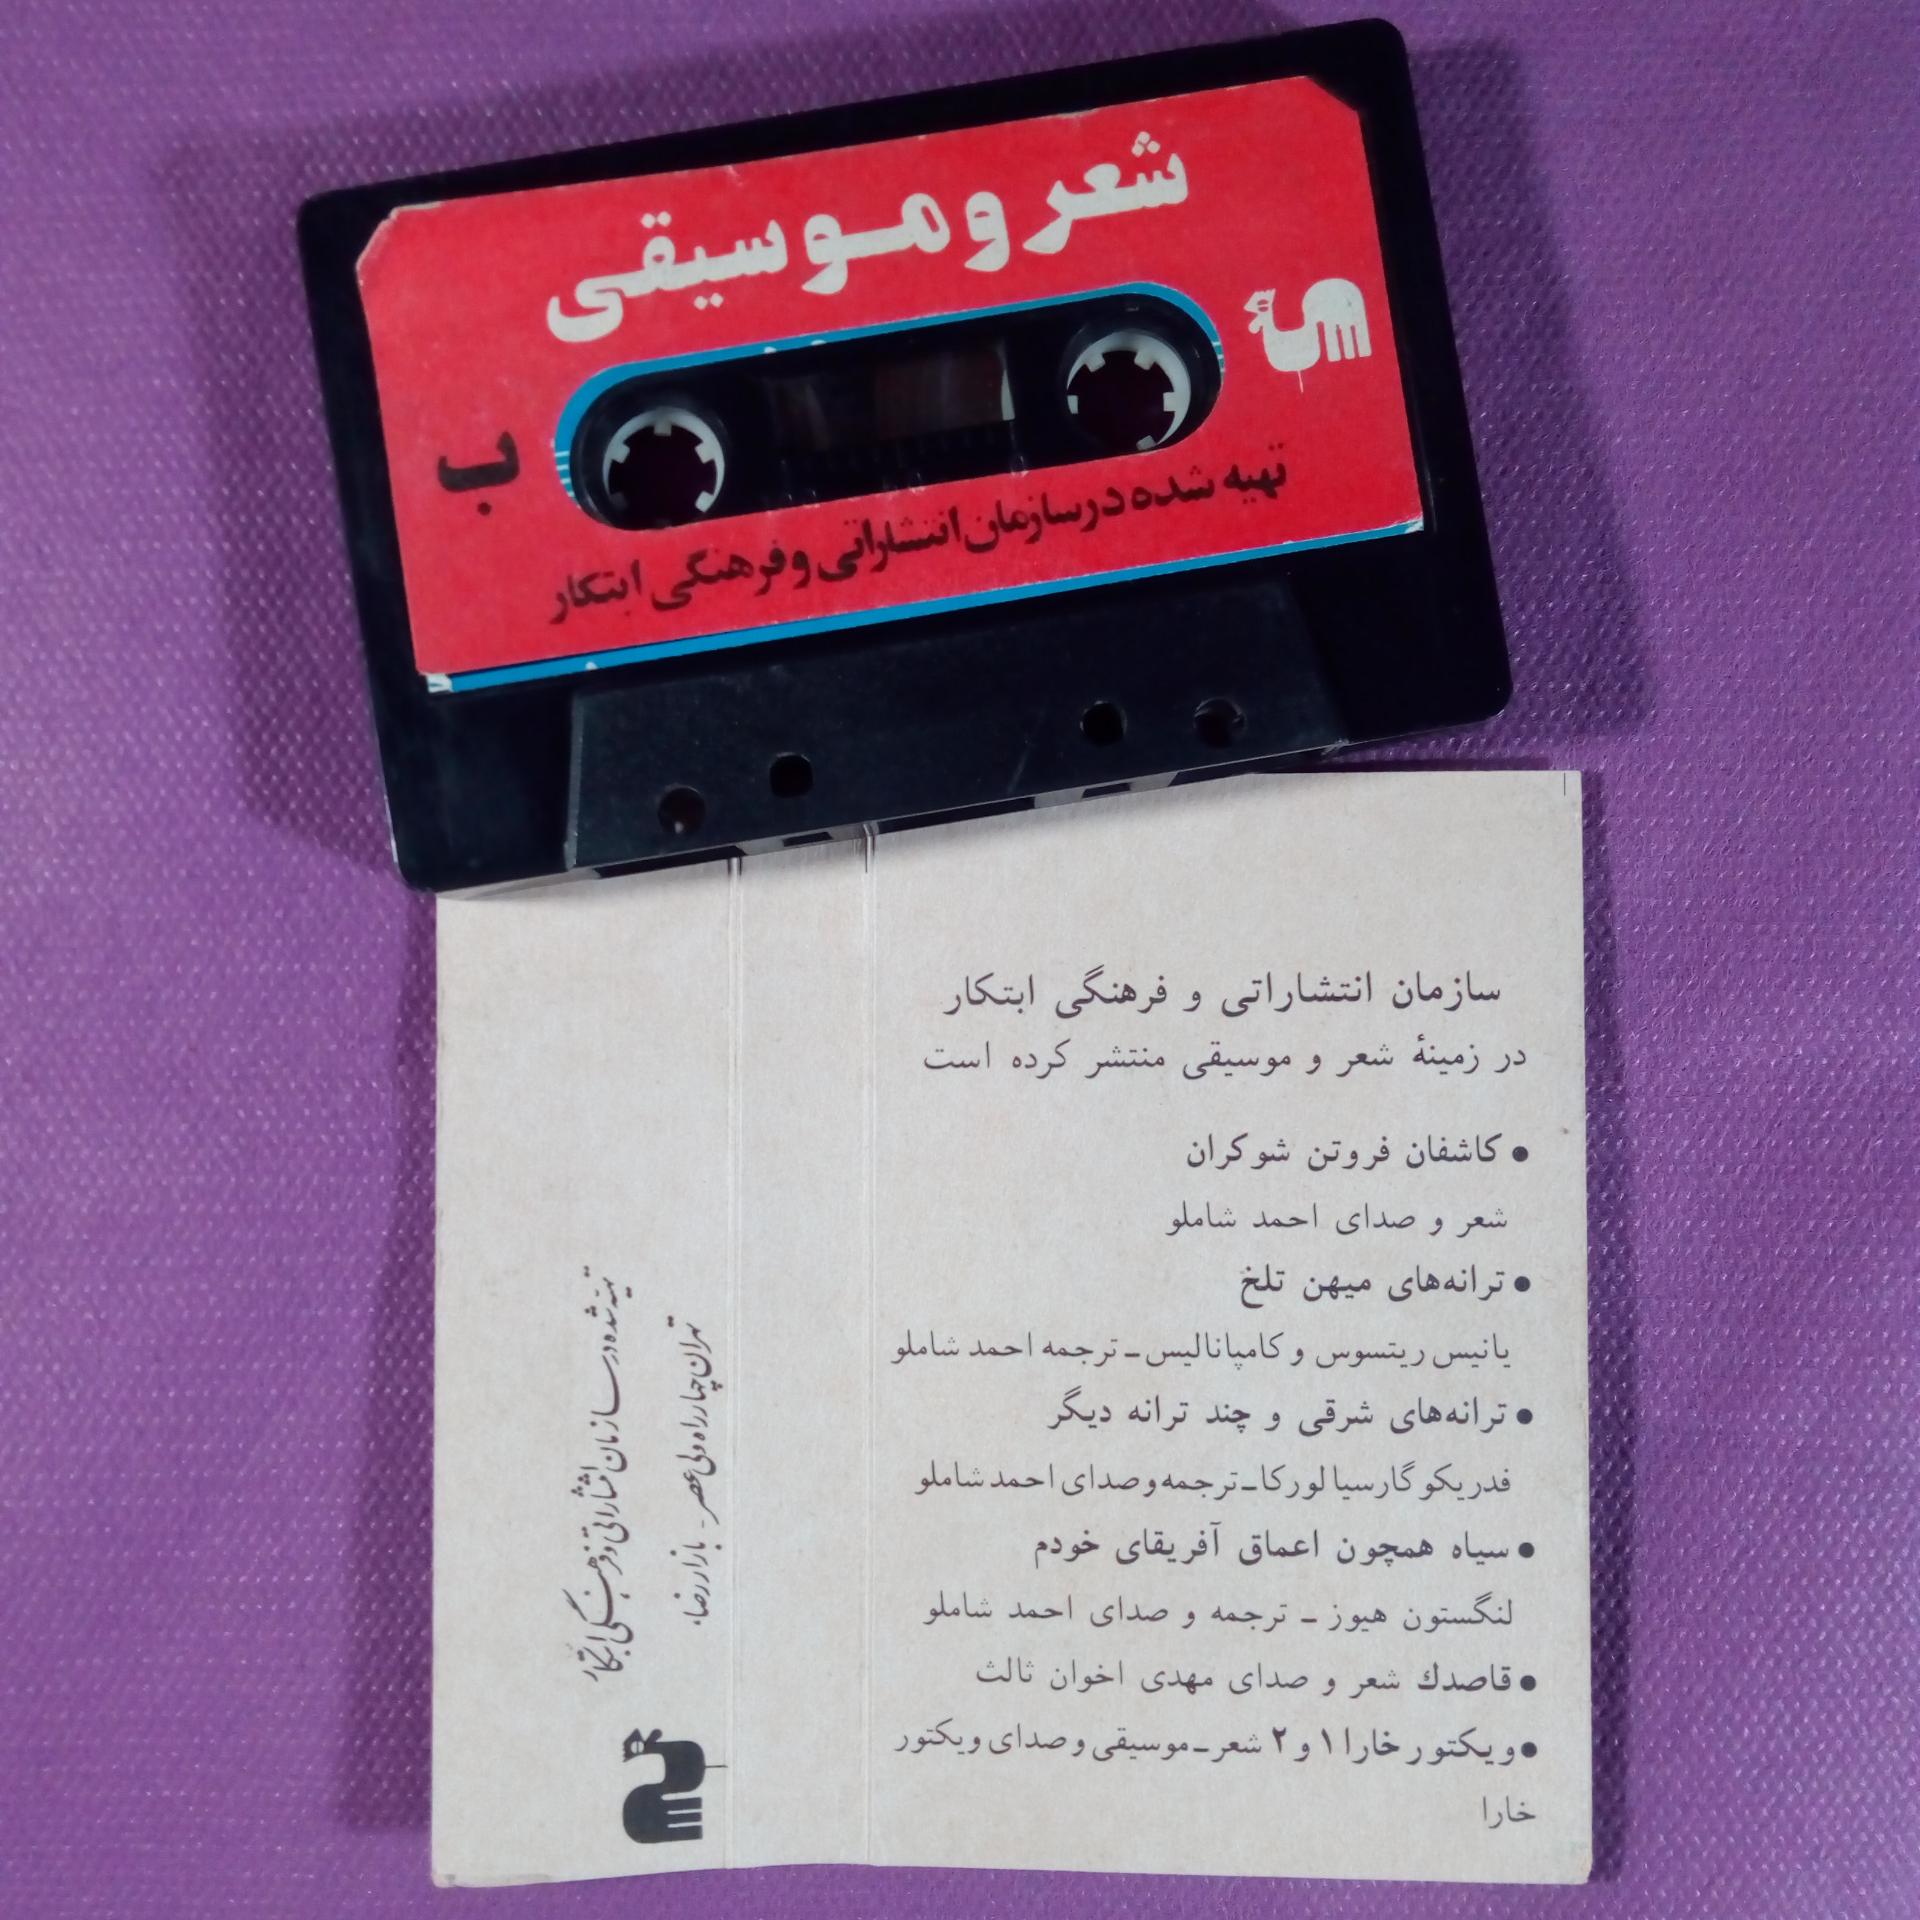 شعر و موسیقی
ب
تهیه شده در سازمان انتشاراتی و فرهنگی ابتکار
سازمان انتشاراتی و فرهنگی ابتکار
در زمینهٔ شعر و موسیقی منتشر کرده است
● کاشفان فروتن شوکران
شعر و صدای احمد شاملو
● ترانه‌های میهن تلخ
یانیس ریتسوس و کامپانالیس ـ ترجمه احمد شاملو
● ترانه‌های شرقی و چند ترانه دیگر
فدریکو گارسیا لورکا ـ ترجمه و صدای احمد شاملو
● سیاه همچون اعماق آفریقای خودم
لنگستون هیوز ـ ترجمه و صدای احمد شاملو
● قاصدك شعر و صدای مهدی اخوان ثالث
● ویکتور خارا ۱ و ۲ شعر ـ موسیقی و صدای ویکتور
خارا
تهیه شده در سازمان انتشاراتی و فرهنگی ابتکار
تهران چهارراه ولی عصر - بازار رضا.